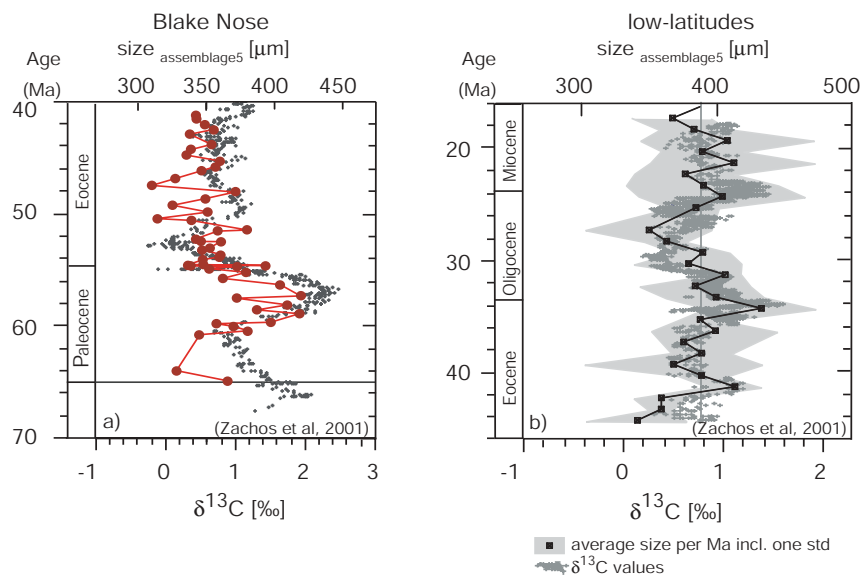 Blake Nose
size assemblage5 [μm]
Age
(Ma)
300 350 400 450
40
50
60
70
Eocene
Paleocene
a)
(Zachos et al, 2001)
-1 0 1 2 3
δ13C [‰]
low-latitudes
size assemblage5 [μm]
Age
(Ma)
300 400 500
20
30
40
Miocene
Oligocene
Eocene
b)
(Zachos et al, 2001)
-1 0 1 2
δ13C [‰]
average size per Ma incl. one std
δ13C values